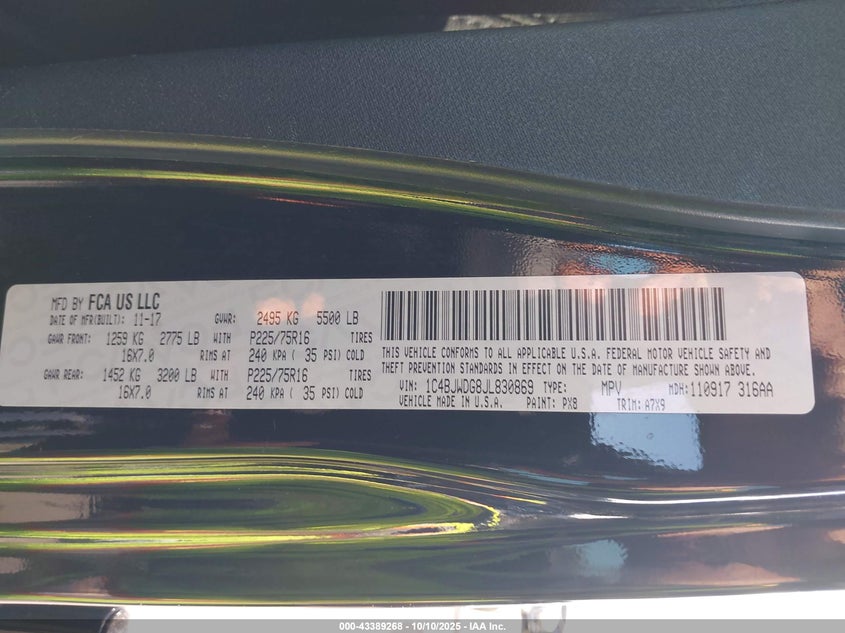 MFD BY FCA US LLC
DATE OF MFR(BUILT): 11-17 GVWR: 2495 KG 5500 LB
GAWR FRONT: 1259 KG 2775 LB WITH P225/75R16 TIRES
16X7.0 RIMS AT 240 KPA ( 35 PSI) COLD
GAWR REAR: 1452 KG 3200 LB WITH P225/75R16 TIRES
16X7.0 RIMS AT 240 KPA ( 35 PSI) COLD
THIS VEHICLE CONFORMS TO ALL APPLICABLE U.S.A. FEDERAL MOTOR VEHICLE SAFETY AND
THEFT PREVENTION STANDARDS IN EFFECT ON THE DATE OF MANUFACTURE SHOWN ABOVE.
VIN: 1C4BJWDG8JL830869 TYPE: MPV MDH: 110917 316AA
VEHICLE MADE IN U.S.A. PAINT: PX8 TRIM: A7X9
000-43389268 - 10/10/2025 - IAA Inc.